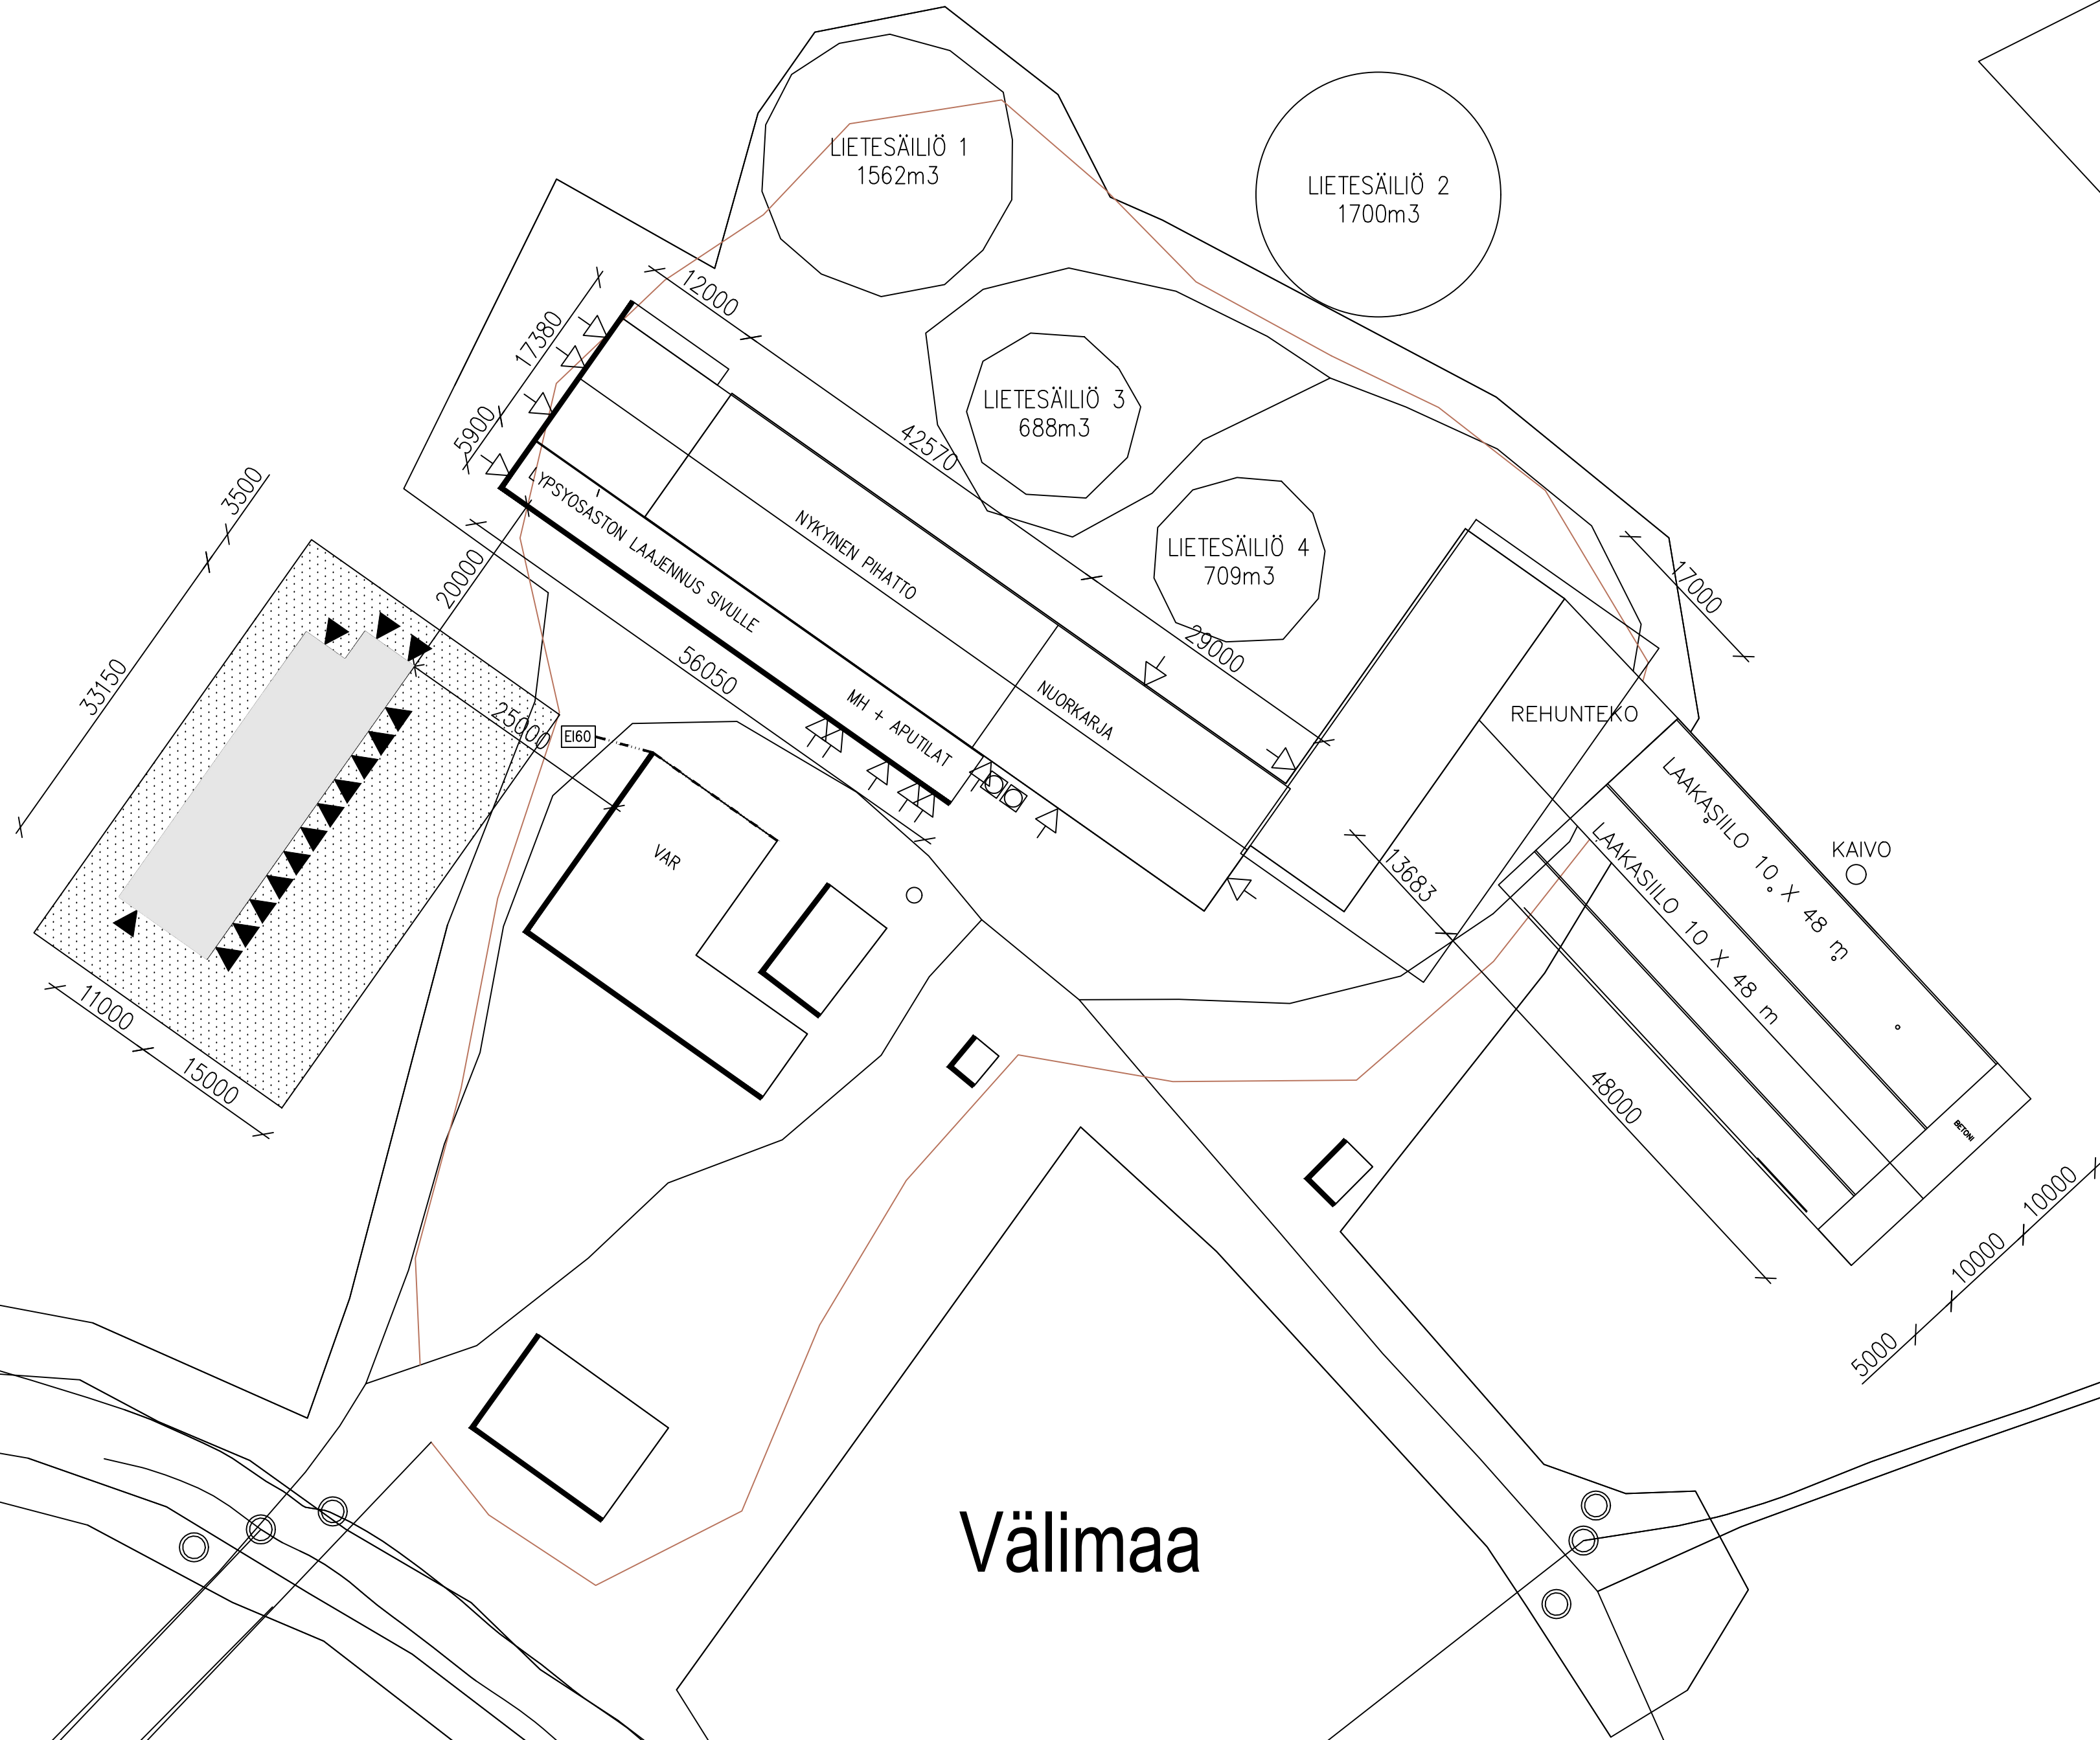 LIETESÄILIÖ 1
1562m3
LIETESÄILIÖ 2
1700m3
12000
17380
5900
LIETESÄILIÖ 3
688m3
42570
3500
LYPSYOSASTON LAAJENNUS SIVULLE
NYKYINEN PIHATTO
LIETESÄILIÖ 4
709m3
17000
20000
29000
33150
56050
25000
EI60
MH + APUTILAT
NUORKARJA
REHUNTEKO
LAAKASIILO 10 X 48 m
LAAKASIILO 10 X 48 m
KAIVO
VAR
13683
11000
15000
48000
BETONI
10000
10000
5000
Välimaa